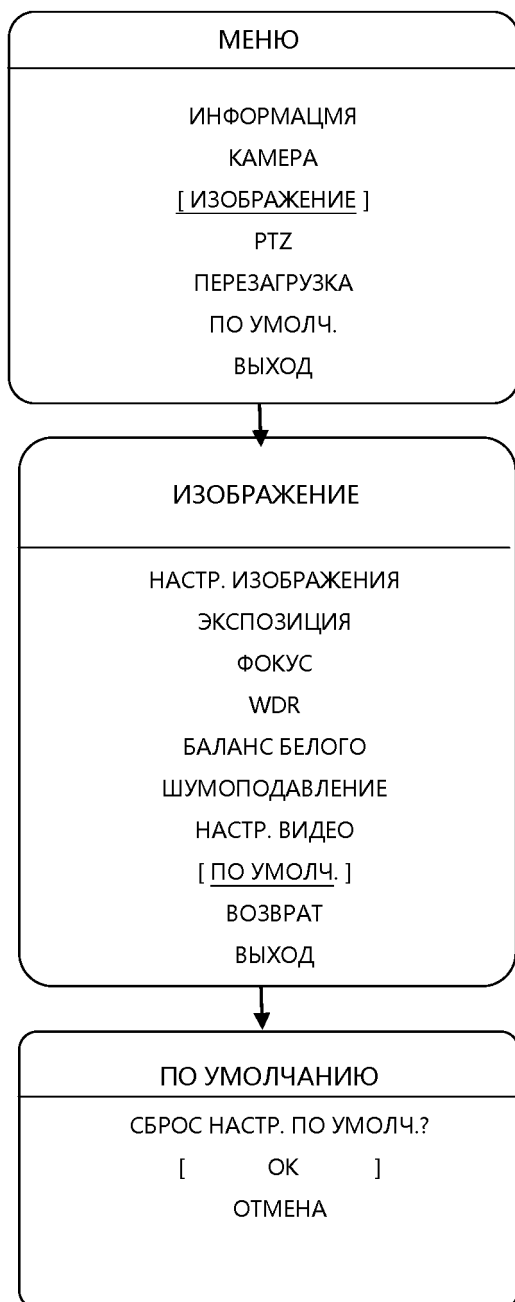 МЕНЮ
ИНФОРМАЦМЯ
КАМЕРА
[ ИЗОБРАЖЕНИЕ ]
PTZ
ПЕРЕЗАГРУЗКА
ПО УМОЛЧ.
ВЫХОД
ИЗОБРАЖЕНИЕ
НАСТР. ИЗОБРАЖЕНИЯ
ЭКСПОЗИЦИЯ
ФОКУС
WDR
БАЛАНС БЕЛОГО
ШУМОПОДАВЛЕНИЕ
НАСТР. ВИДЕО
[ ПО УМОЛЧ. ]
ВОЗВРАТ
ВЫХОД
ПО УМОЛЧАНИЮ
СБРОС НАСТР. ПО УМОЛЧ.?
[ ОК ]
ОТМЕНА